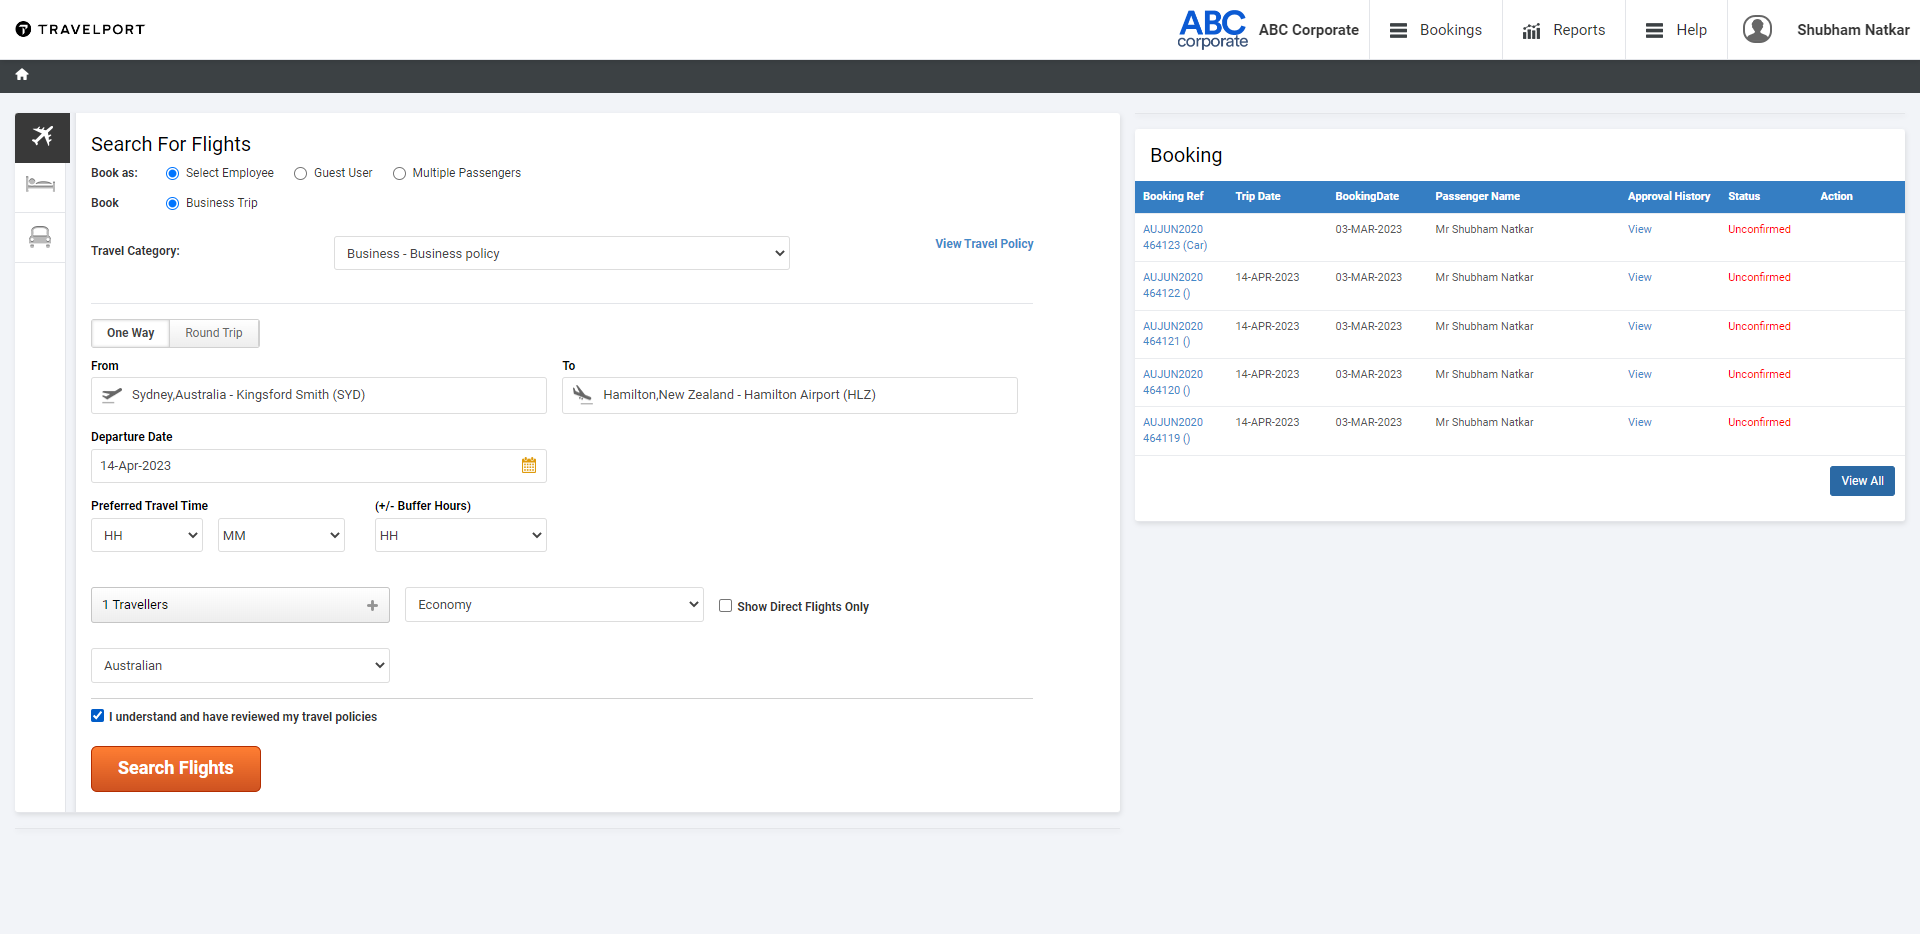 TRAVELPORT
ABC
corporate
ABC Corporate
Bookings
Reports
Help
Shubham Natkar
Search For Flights
Book as:
Select Employee
Guest User
Multiple Passengers
Book
Business Trip
Travel Category:
Business - Business policy
View Travel Policy
One Way
Round Trip
From
To
Sydney,Australia - Kingsford Smith (SYD)
Hamilton,New Zealand - Hamilton Airport (HLZ)
Departure Date
14-Apr-2023
Preferred Travel Time
(+/- Buffer Hours)
HH
MM
HH
1 Travellers
Economy
Show Direct Flights Only
Australian
I understand and have reviewed my travel policies
Search Flights
Booking
Booking Ref Trip Date BookingDate Passenger Name Approval History Status Action
AUJUN2020 03-MAR-2023 Mr Shubham Natkar View Unconfirmed
464123 (Car)
AUJUN2020 14-APR-2023 03-MAR-2023 Mr Shubham Natkar View Unconfirmed
464122 ()
AUJUN2020 14-APR-2023 03-MAR-2023 Mr Shubham Natkar View Unconfirmed
464121 ()
AUJUN2020 14-APR-2023 03-MAR-2023 Mr Shubham Natkar View Unconfirmed
464120 ()
AUJUN2020 14-APR-2023 03-MAR-2023 Mr Shubham Natkar View Unconfirmed
464119 ()
View All